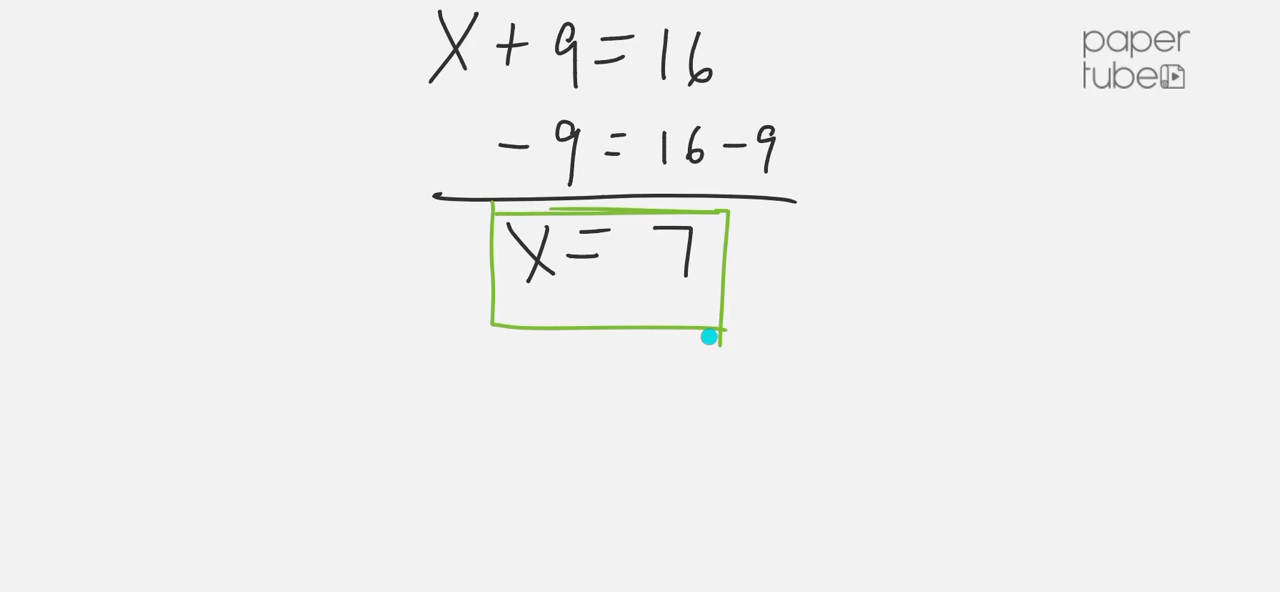 X + 9 = 16
- 9 = 16 - 9
X = 7
paper
tube